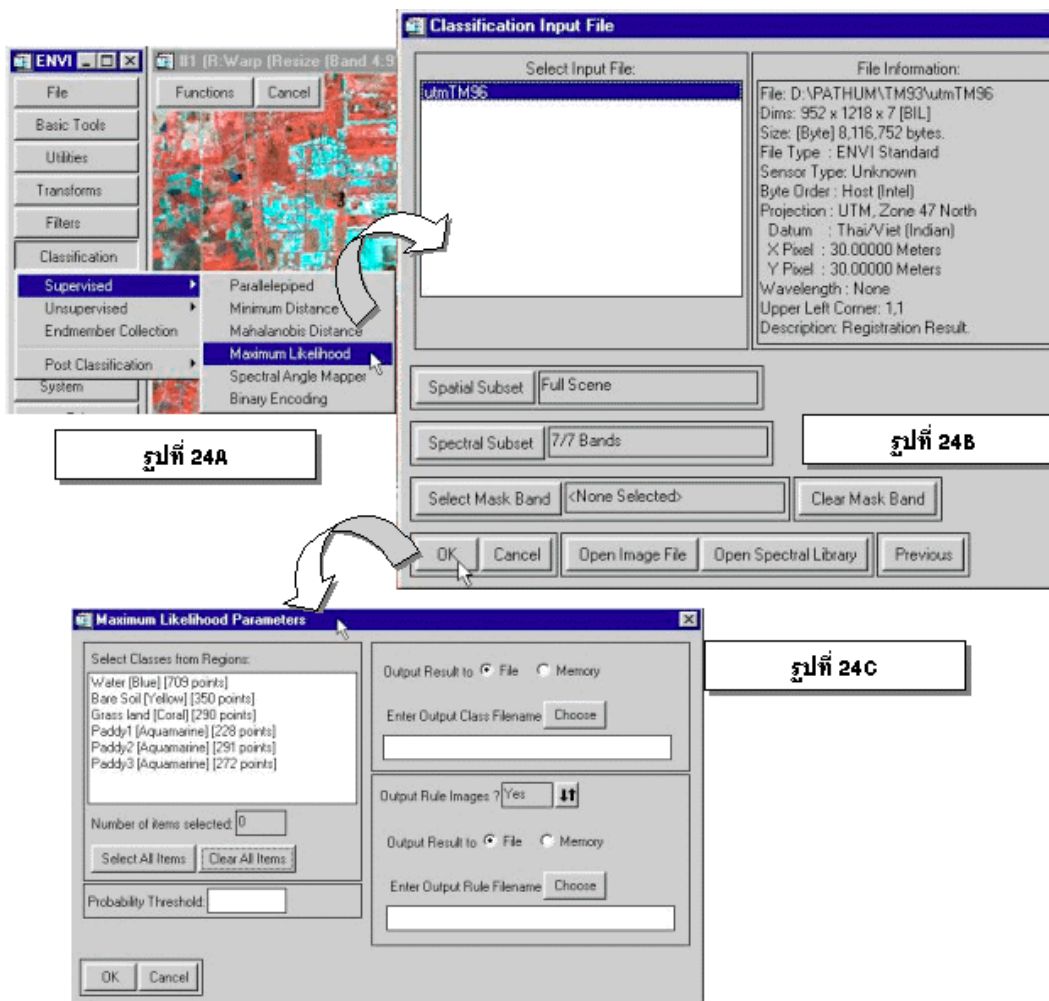 ENVI
File
Basic Tools
Utilities
Transforms
Filters
Classification
Supervised
Unsupervised
Endmember Collection
Post Classification
System
#1 (R:Warp (Resize (Band 4:9
Functions Cancel
Parallelepiped
Minimum Distance
Mahalanobis Distance
Maximum Likelihood
Spectral Angle Mapper
Binary Encoding
รูปที่ 24A
Classification Input File
Select Input File:
utmTM96
File Information:
File: D:\PATHUM\TM93\utmTM96
Dims: 952 x 1218 x 7 [BIL]
Size: [Byte] 8,116,752 bytes.
File Type : ENVI Standard
Sensor Type: Unknown
Byte Order : Host (Intel)
Projection : UTM, Zone 47 North
Datum : Thai/Viet (Indian)
X Pixel : 30.00000 Meters
Y Pixel : 30.00000 Meters
Wavelength : None
Upper Left Corner: 1,1
Description: Registration Result.
Spatial Subset Full Scene
Spectral Subset 7/7 Bands
รูปที่ 24B
Select Mask Band <None Selected> Clear Mask Band
OK Cancel Open Image File Open Spectral Library Previous
Maximum Likelihood Parameters
Select Classes from Regions:
Water [Blue] [709 points]
Bare Soil [Yellow] [350 points]
Grass land [Coral] [290 points]
Paddy1 [Aquamarine] [228 points]
Paddy2 [Aquamarine] [291 points]
Paddy3 [Aquamarine] [272 points]
Number of items selected: 0
Select All Items Clear All Items
Probability Threshold:
OK Cancel
Output Result to File Memory
Enter Output Class Filename Choose
Output Rule Images ? Yes
Output Result to File Memory
Enter Output Rule Filename Choose
รูปที่ 24C